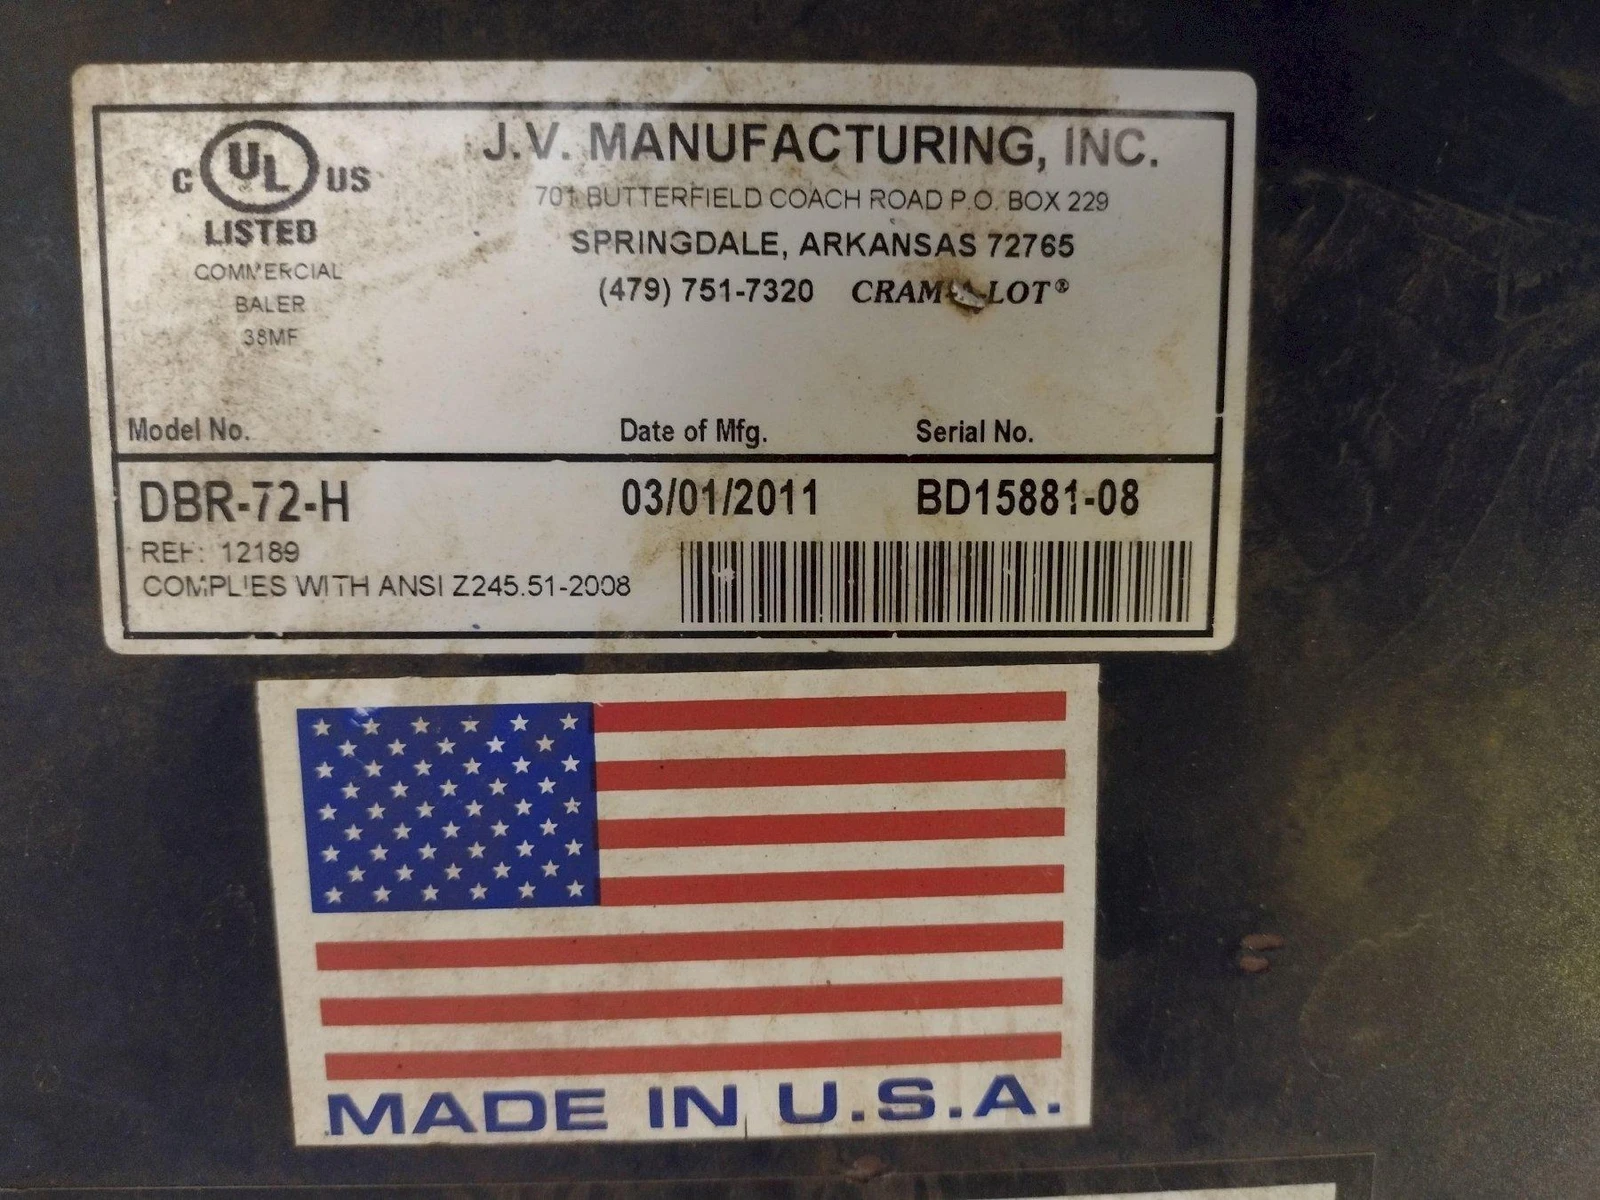 C UL US
LISTED
COMMERCIAL
BALER
38MF
J.V. MANUFACTURING, INC.
701 BUTTERFIELD COACH ROAD P.O. BOX 229
SPRINGDALE, ARKANSAS 72765
(479) 751-7320 CRAM-A-LOT®
Model No. Date of Mfg. Serial No.
DBR-72-H 03/01/2011 BD15881-08
REF: 12189
COMPLIES WITH ANSI Z245.51-2008
MADE IN U.S.A.